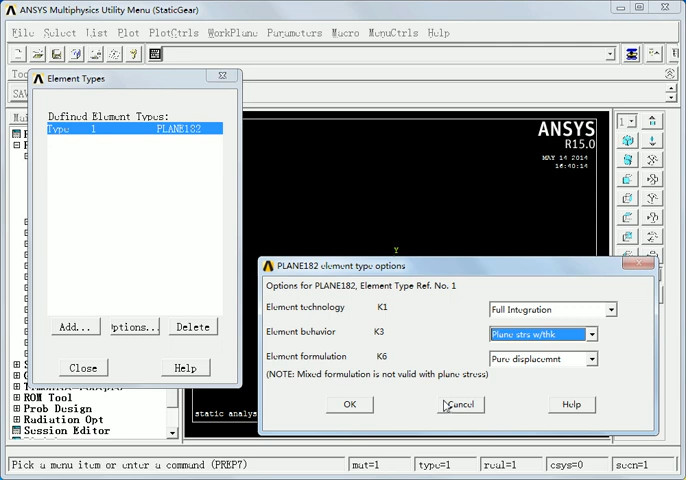 ANSYS Multiphysics Utility Menu (StaticGear)
File Select List Plot PlotCtrls WorkPlane Parameters Macro MenuCtrls Help
Element Types
Defined Element Types:
Type 1 PLANE182
Add... Options... Delete
Close Help
ANSYS
R15.0
MAY 14 2014
16:40:14
1
Y
PLANE182 element type options
Options for PLANE182, Element Type Ref. No. 1
Element technology K1 Full Integration
Element behavior K3 Plane strs w/thk
Element formulation K6 Pure displacemnt
(NOTE: Mixed formulation is not valid with plane stress)
OK Cancel Help
ROM Tool
Prob Design
Radiation Opt
Session Editor
static analys
Pick a menu item or enter a command (PREP7) mat=1 type=1 real=1 csys=0 secn=1